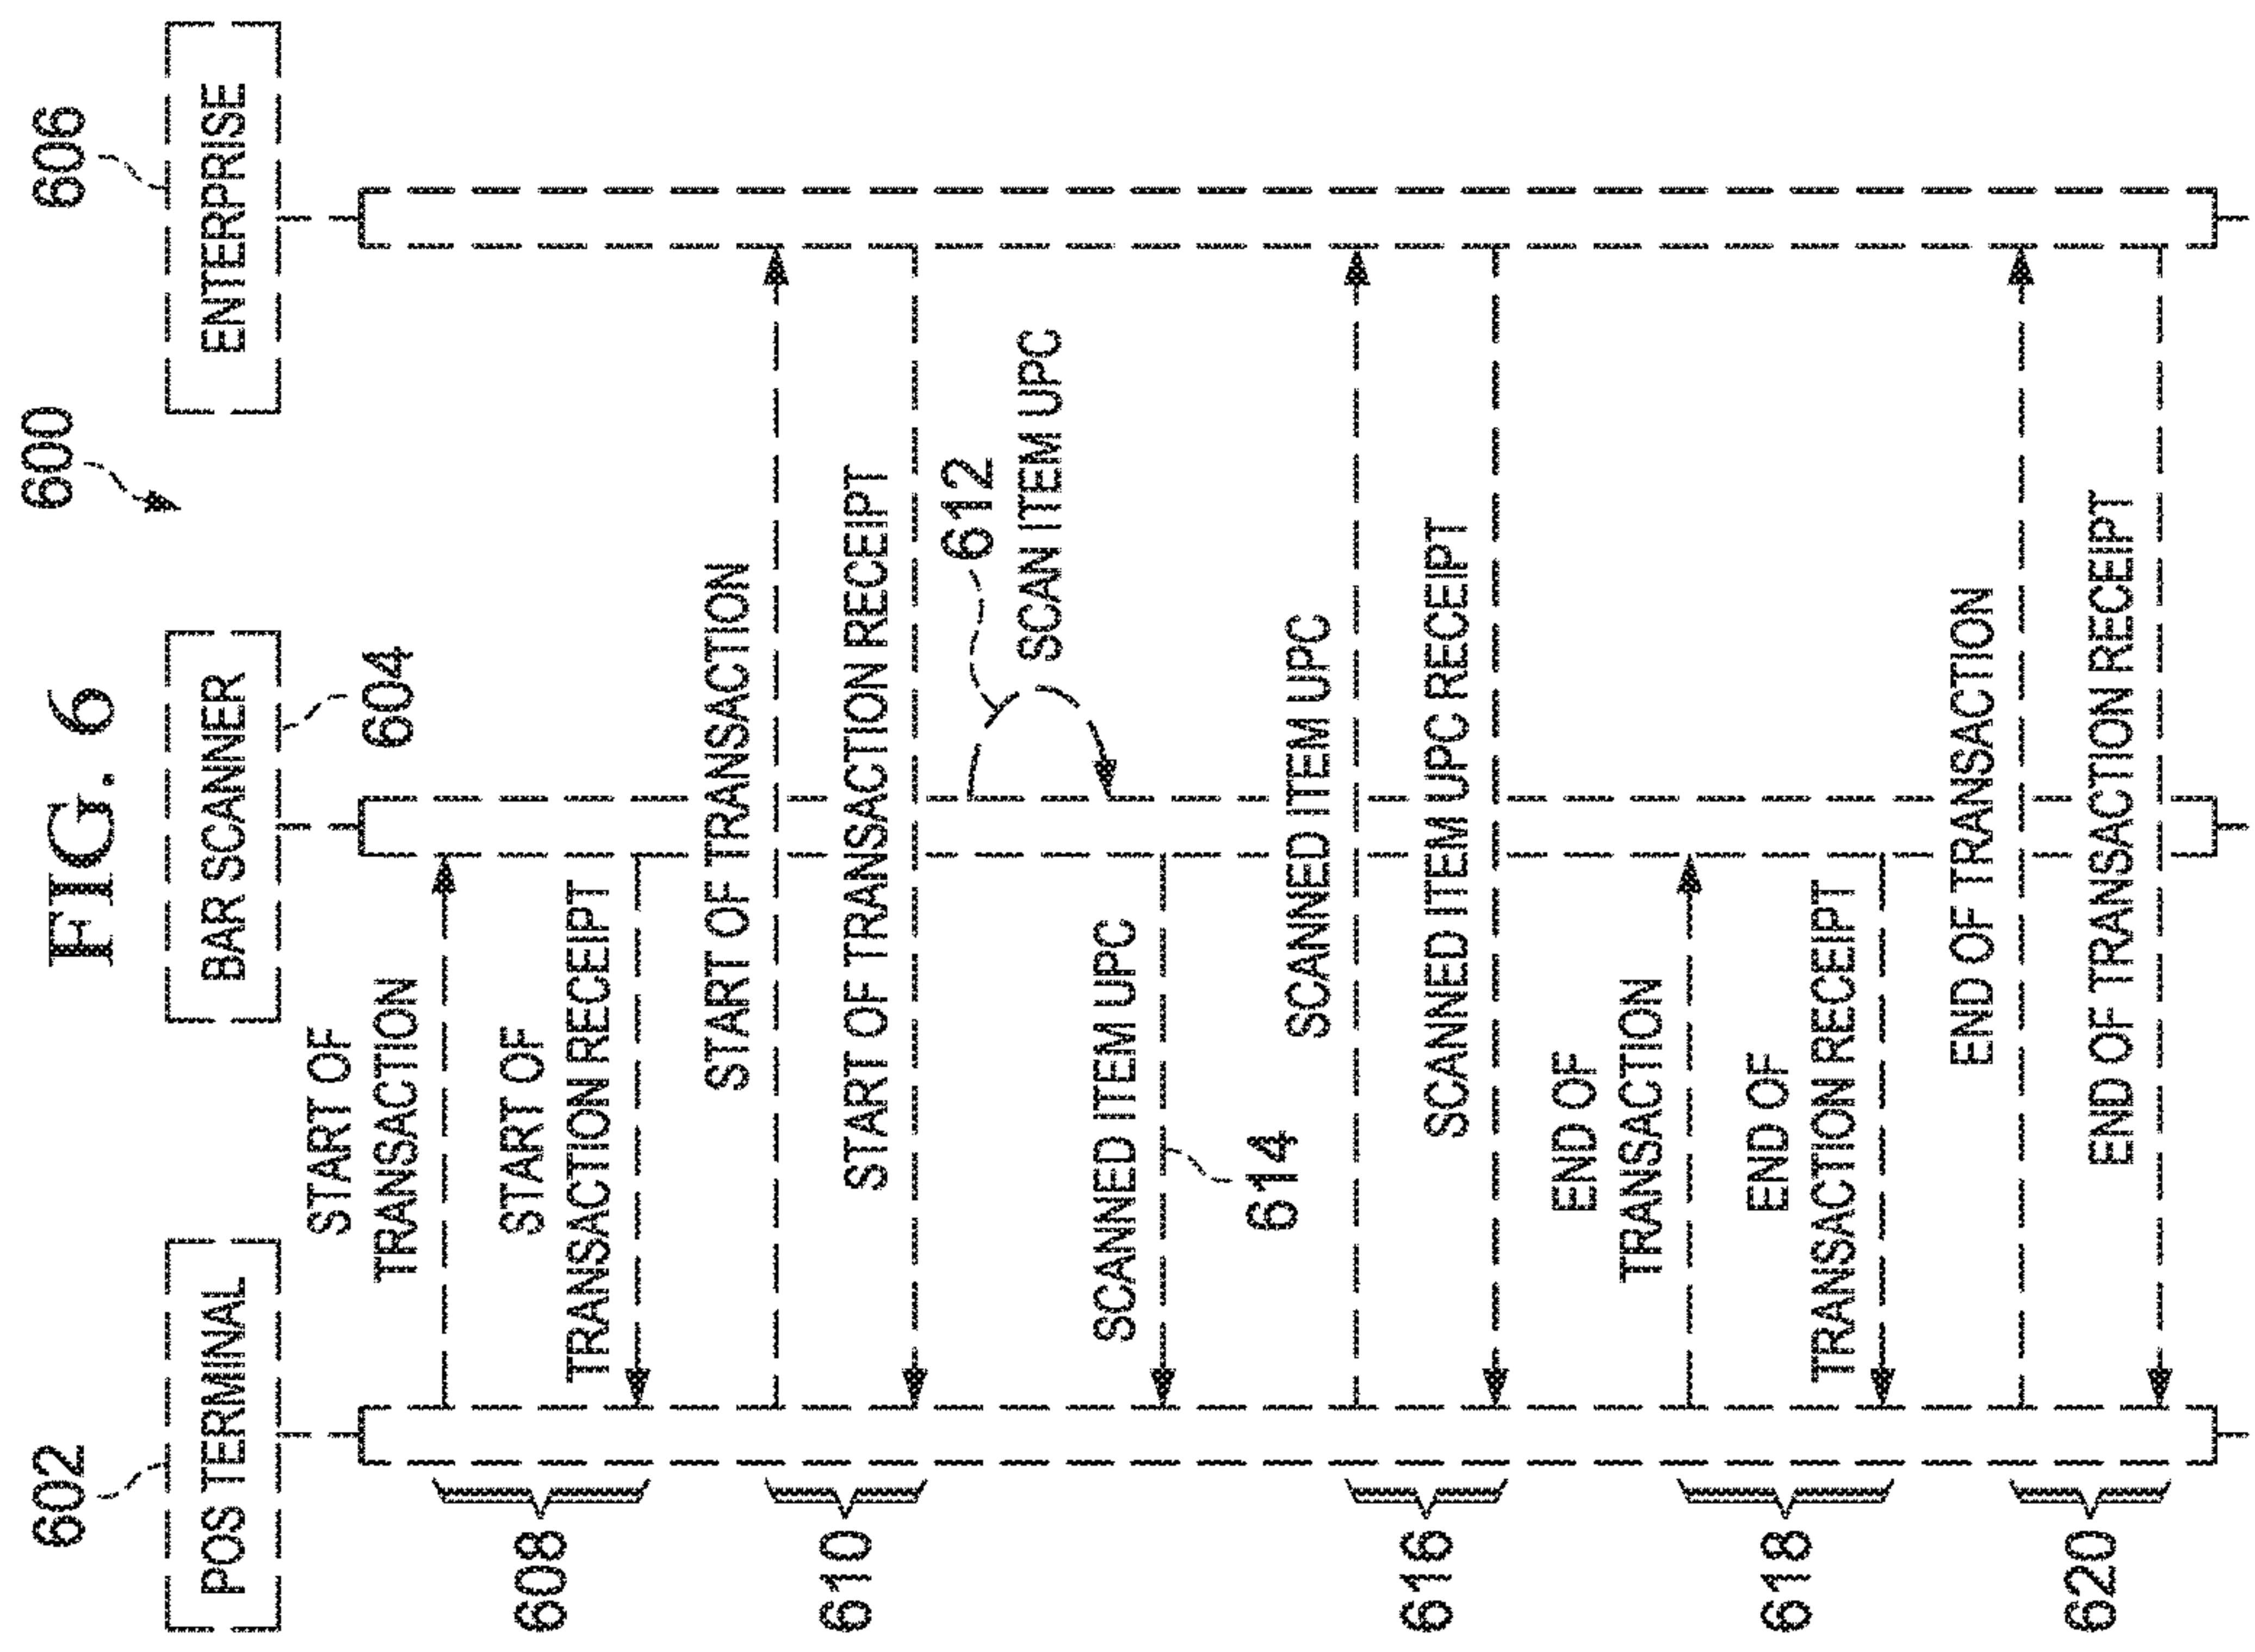 FIG. 6
600
602
POS TERMINAL
BAR SCANNER
604
606
ENTERPRISE
START OF
TRANSACTION
START OF
TRANSACTION RECEIPT
608
START OF TRANSACTION
START OF TRANSACTION RECEIPT
610
612
SCAN ITEM UPC
SCANNED ITEM UPC
614
SCANNED ITEM UPC
SCANNED ITEM UPC RECEIPT
616
END OF
TRANSACTION
END OF
TRANSACTION RECEIPT
618
END OF TRANSACTION
END OF TRANSACTION RECEIPT
620